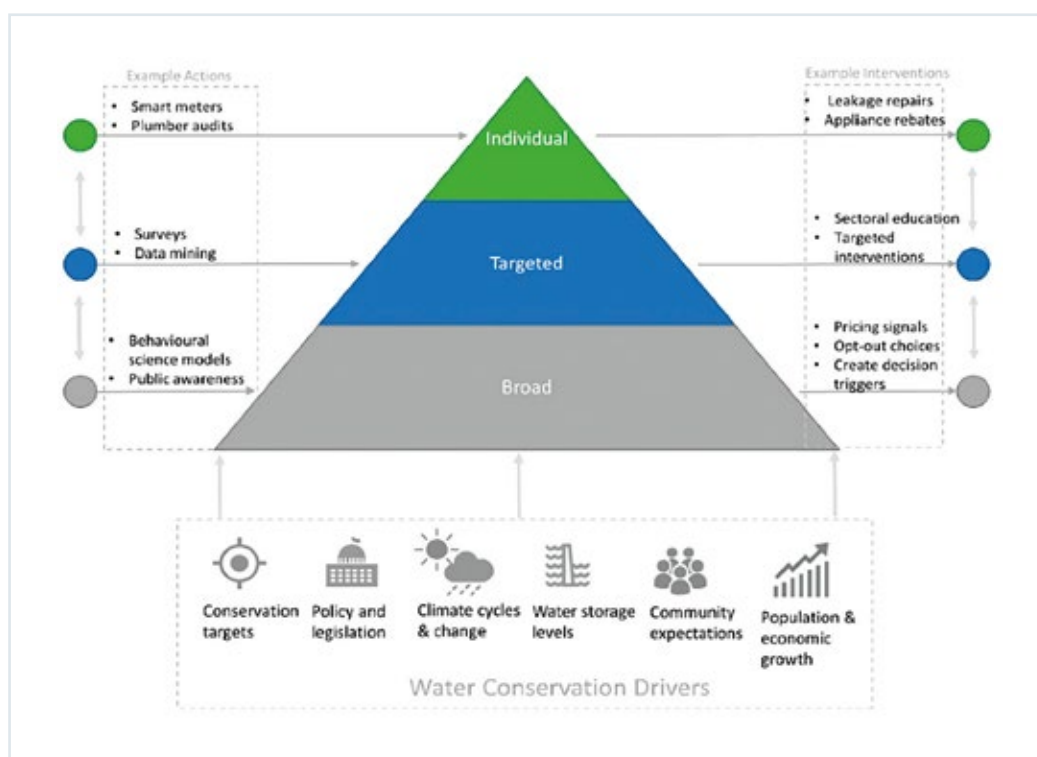 Example Actions
• Smart meters
• Plumber audits
• Surveys
• Data mining
• Behavioural
science models
• Public awareness
Individual
Targeted
Broad
Example Interventions
• Leakage repairs
• Appliance rebates
• Sectoral education
• Targeted
interventions
• Pricing signals
• Opt-out choices
• Create decision
triggers
Conservation
targets
Policy and
legislation
Climate cycles
& change
Water storage
levels
Community
expectations
Population &
economic
growth
Water Conservation Drivers